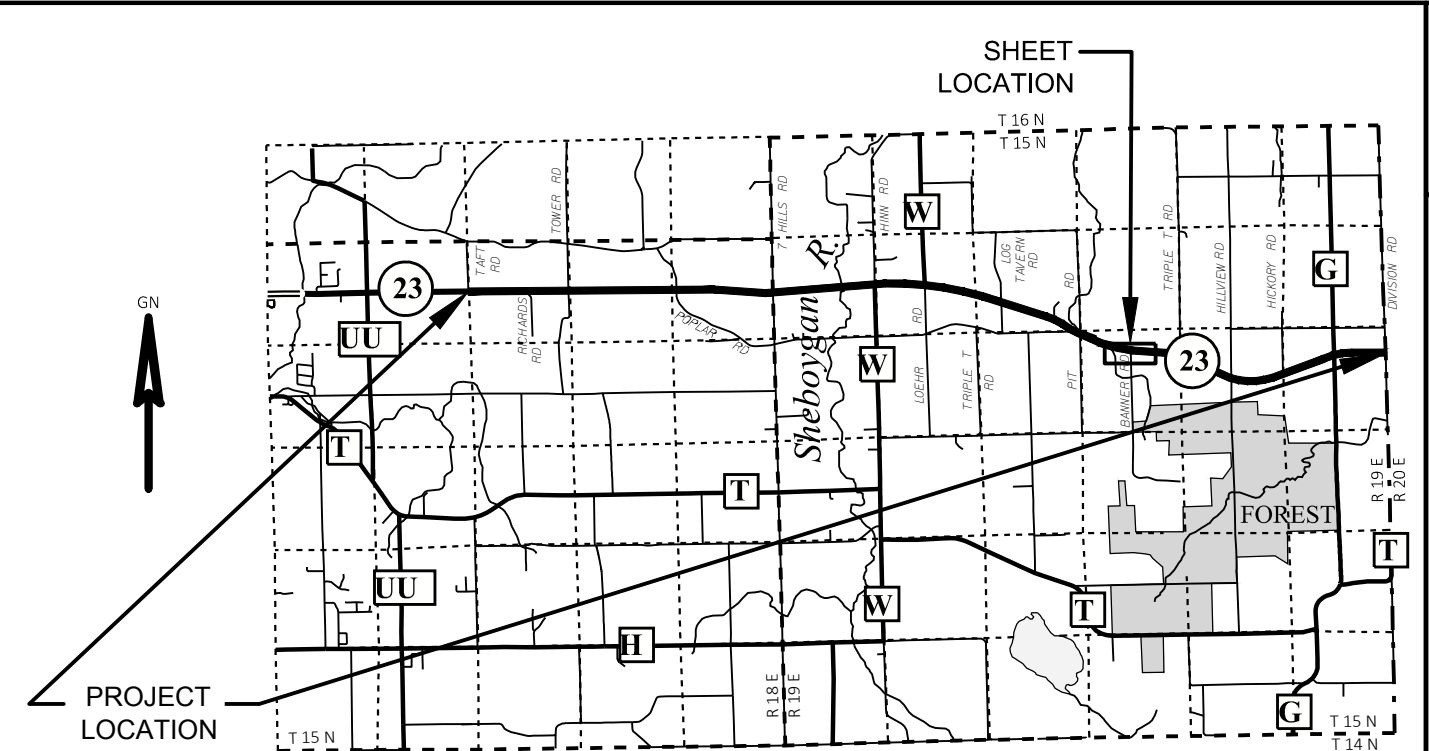 SHEET
LOCATION
T 16 N
T 15 N
GN
TAFT
RD
TOWER RD
7 HILLS RD
HINN RD
W
LOG
TAVERN
RD
RD
TRIPLE T RD
HILLVIEW RD
HICKORY RD
G
DIVISION RD
23
UU
RICHARDS
RD
POPLAR RD
Sheboygan R.
W
LOEHR
RD
TRIPLE T
RD
PIT
BANNER RD
23
T
T
R 19 E
R 20 E
FOREST
T
UU
W
T
H
R 18 E
R 19 E
PROJECT
LOCATION
T 15 N
G
T 15 N
T 14 N